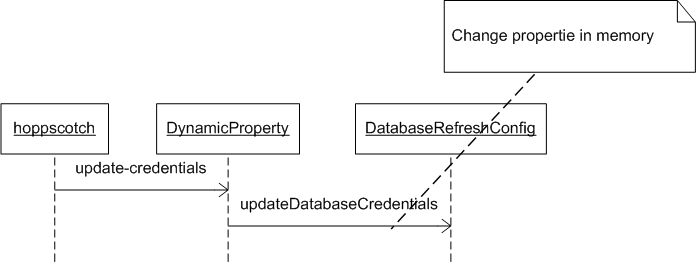 Change propertie in memory
hoppscotch
DynamicProperty
DatabaseRefreshConfig
update-credentials
updateDatabaseCredentials